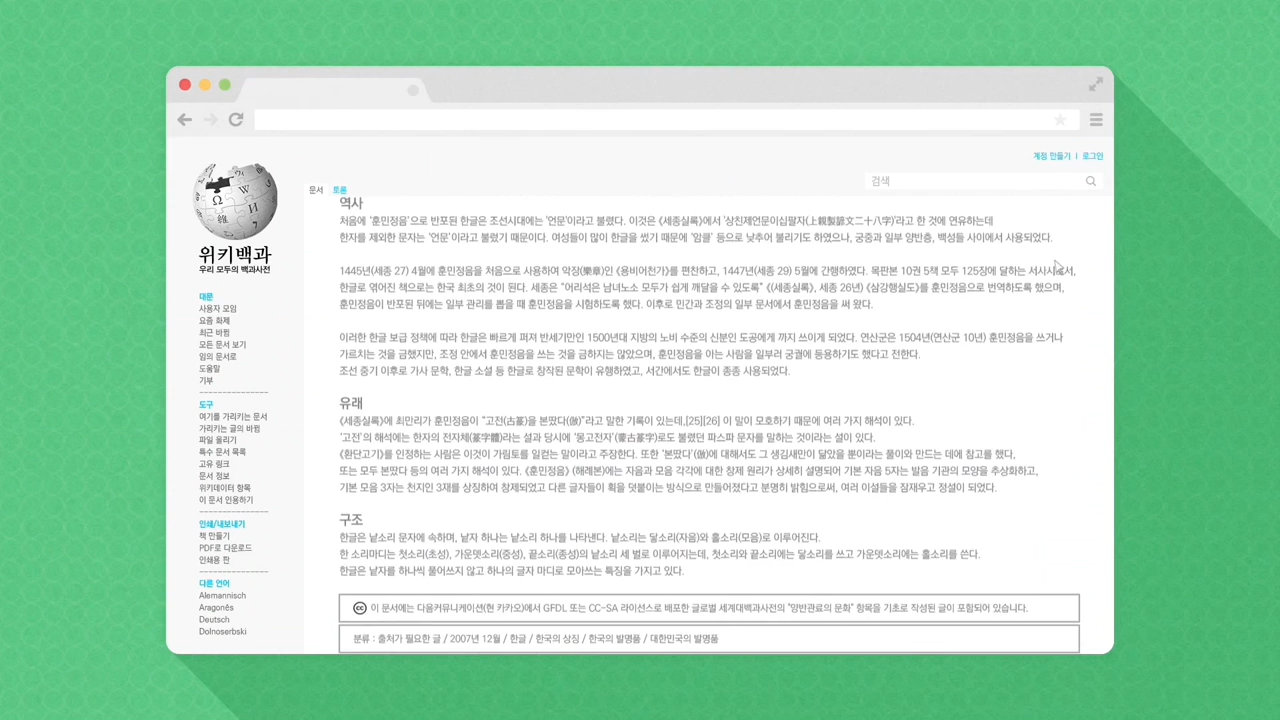 계정 만들기 | 로그인
검색
위키백과
우리 모두의 백과사전
문서 토론
대문
사용자 모임
요즘 화제
최근 바뀜
모든 문서 보기
임의 문서로
도움말
기부
도구
여기를 가리키는 문서
가리키는 글의 바뀜
파일 올리기
특수 문서 목록
고유 링크
문서 정보
위키데이터 항목
이 문서 인용하기
인쇄/내보내기
책 만들기
PDF로 다운로드
인쇄용 판
다른 언어
Alemannisch
Aragonés
Deutsch
Dolnoserbski
역사
처음에 '훈민정음'으로 반포된 한글은 조선시대에는 '언문'이라고 불렸다. 이것은 《세종실록》에서 '상친제언문이십팔자(上親製諺文二十八字)'라고 한 것에 연유하는데
한자를 제외한 문자는 '언문'이라고 불렸기 때문이다. 여성들이 많이 한글을 썼기 때문에 '암클' 등으로 낮추어 불리기도 하였으나, 궁중과 일부 양반층, 백성들 사이에서 사용되었다.
1445년(세종 27) 4월에 훈민정음을 처음으로 사용하여 악장(樂章)인 《용비어천가》를 편찬하고, 1447년(세종 29) 5월에 간행하였다. 목판본 10권 5책 모두 125장에 달하는 서사시로서,
한글로 엮어진 책으로는 한국 최초의 것이 된다. 세종은 "어리석은 남녀노소 모두가 쉽게 깨달을 수 있도록" 《(세종실록》, 세종 26년) 《삼강행실도》를 훈민정음으로 번역하도록 했으며,
훈민정음이 반포된 뒤에는 일부 관리를 뽑을 때 훈민정음을 시험하도록 했다. 이후로 민간과 조정의 일부 문서에서 훈민정음을 써 왔다.
이러한 한글 보급 정책에 따라 한글은 빠르게 퍼져 반세기만인 1500년대 지방의 노비 수준의 신분인 도공에게 까지 쓰이게 되었다. 연산군은 1504년(연산군 10년) 훈민정음을 쓰거나
가르치는 것을 금했지만, 조정 안에서 훈민정음을 쓰는 것을 금하지는 않았으며, 훈민정음을 아는 사람을 일부러 궁궐에 등용하기도 했다고 전한다.
조선 중기 이후로 가사 문학, 한글 소설 등 한글로 창작된 문학이 유행하였고, 서간에서도 한글이 종종 사용되었다.
유래
《세종실록》에 최만리가 훈민정음이 "고전(古篆)을 본땄다(倣)"라고 말한 기록이 있는데,[25][26] 이 말이 모호하기 때문에 여러 가지 해석이 있다.
'고전'의 해석에는 한자의 전자체(篆字體)라는 설과 당시에 '몽고전자'(蒙古篆字)로도 불렸던 파스파 문자를 말하는 것이라는 설이 있다.
《환단고기》를 인정하는 사람은 이것이 가림토를 일컫는 말이라고 주장한다. 또한 '본땄다'(倣)에 대해서도 그 생김새만이 닮았을 뿐이라는 풀이와 만드는 데에 참고를 했다,
또는 모두 본땄다 등의 여러 가지 해석이 있다. 《훈민정음》 (해례본)에는 자음과 모음 각각에 대한 창제 원리가 상세히 설명되어 기본 자음 5자는 발음 기관의 모양을 추상화하고,
기본 모음 3자는 천지인 3재를 상징하여 창제되었고 다른 글자들이 획을 덧붙이는 방식으로 만들어졌다고 분명히 밝힘으로써, 여러 이설들을 잠재우고 정설이 되었다.
구조
한글은 낱소리 문자에 속하며, 낱자 하나는 낱소리 하나를 나타낸다. 낱소리는 닿소리(자음)와 홀소리(모음)로 이루어진다.
한 소리마디는 첫소리(초성), 가운뎃소리(중성), 끝소리(종성)의 낱소리 세 벌로 이루어지는데, 첫소리와 끝소리에는 닿소리를 쓰고 가운뎃소리에는 홀소리를 쓴다.
한글은 낱자를 하나씩 풀어쓰지 않고 하나의 글자 마디로 모아쓰는 특징을 가지고 있다.
cc 이 문서에는 다음커뮤니케이션(현 카카오)에서 GFDL 또는 CC-SA 라이선스로 배포한 글로벌 세계대백과사전의 "양반관료의 문화" 항목을 기초로 작성된 글이 포함되어 있습니다.
분류 : 출처가 필요한 글 / 2007년 12월 / 한글 / 한국의 상징 / 한국의 발명품 / 대한민국의 발명품